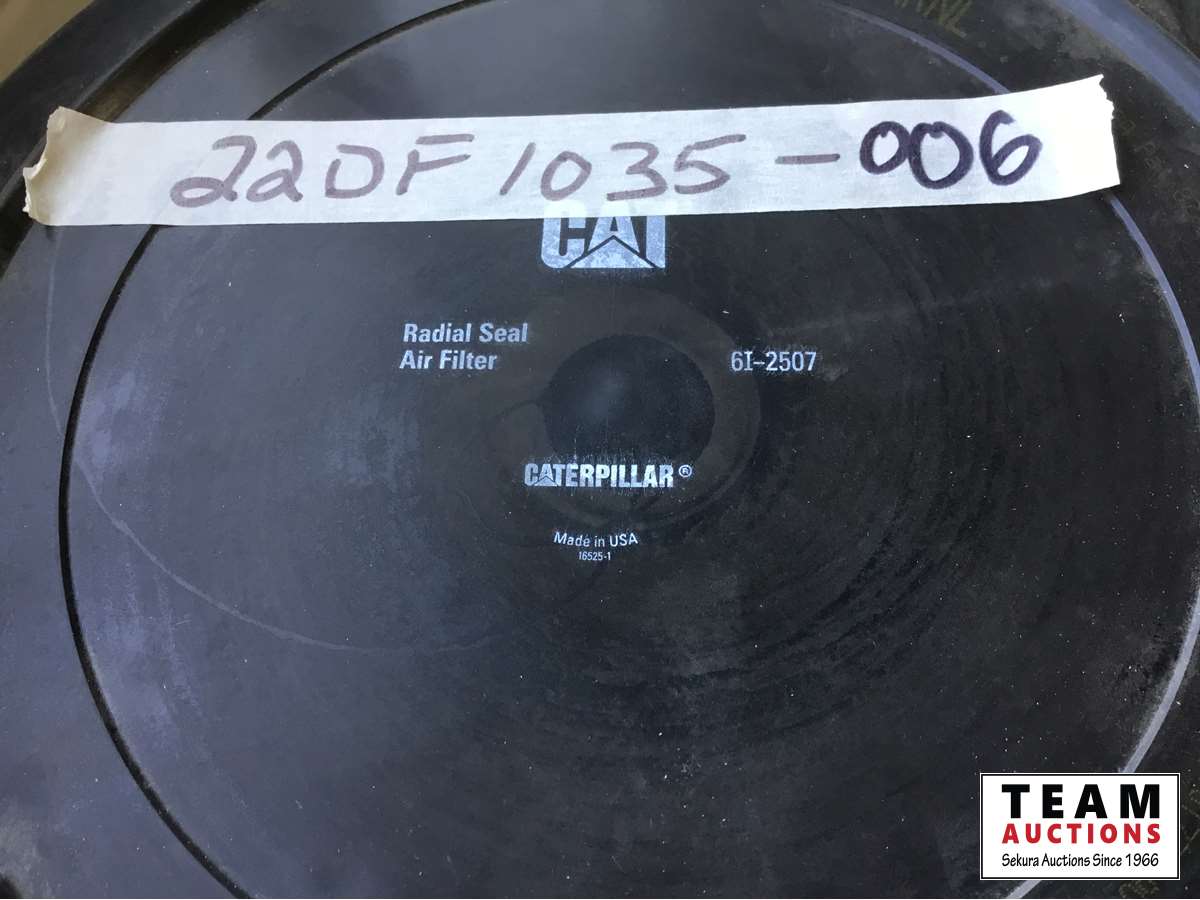 22DF1035-006
CAT
Radial Seal
Air Filter
6I-2507
CATERPILLAR®
Made in USA
16525-1
TEAM
AUCTIONS
Sekura Auctions Since 1966